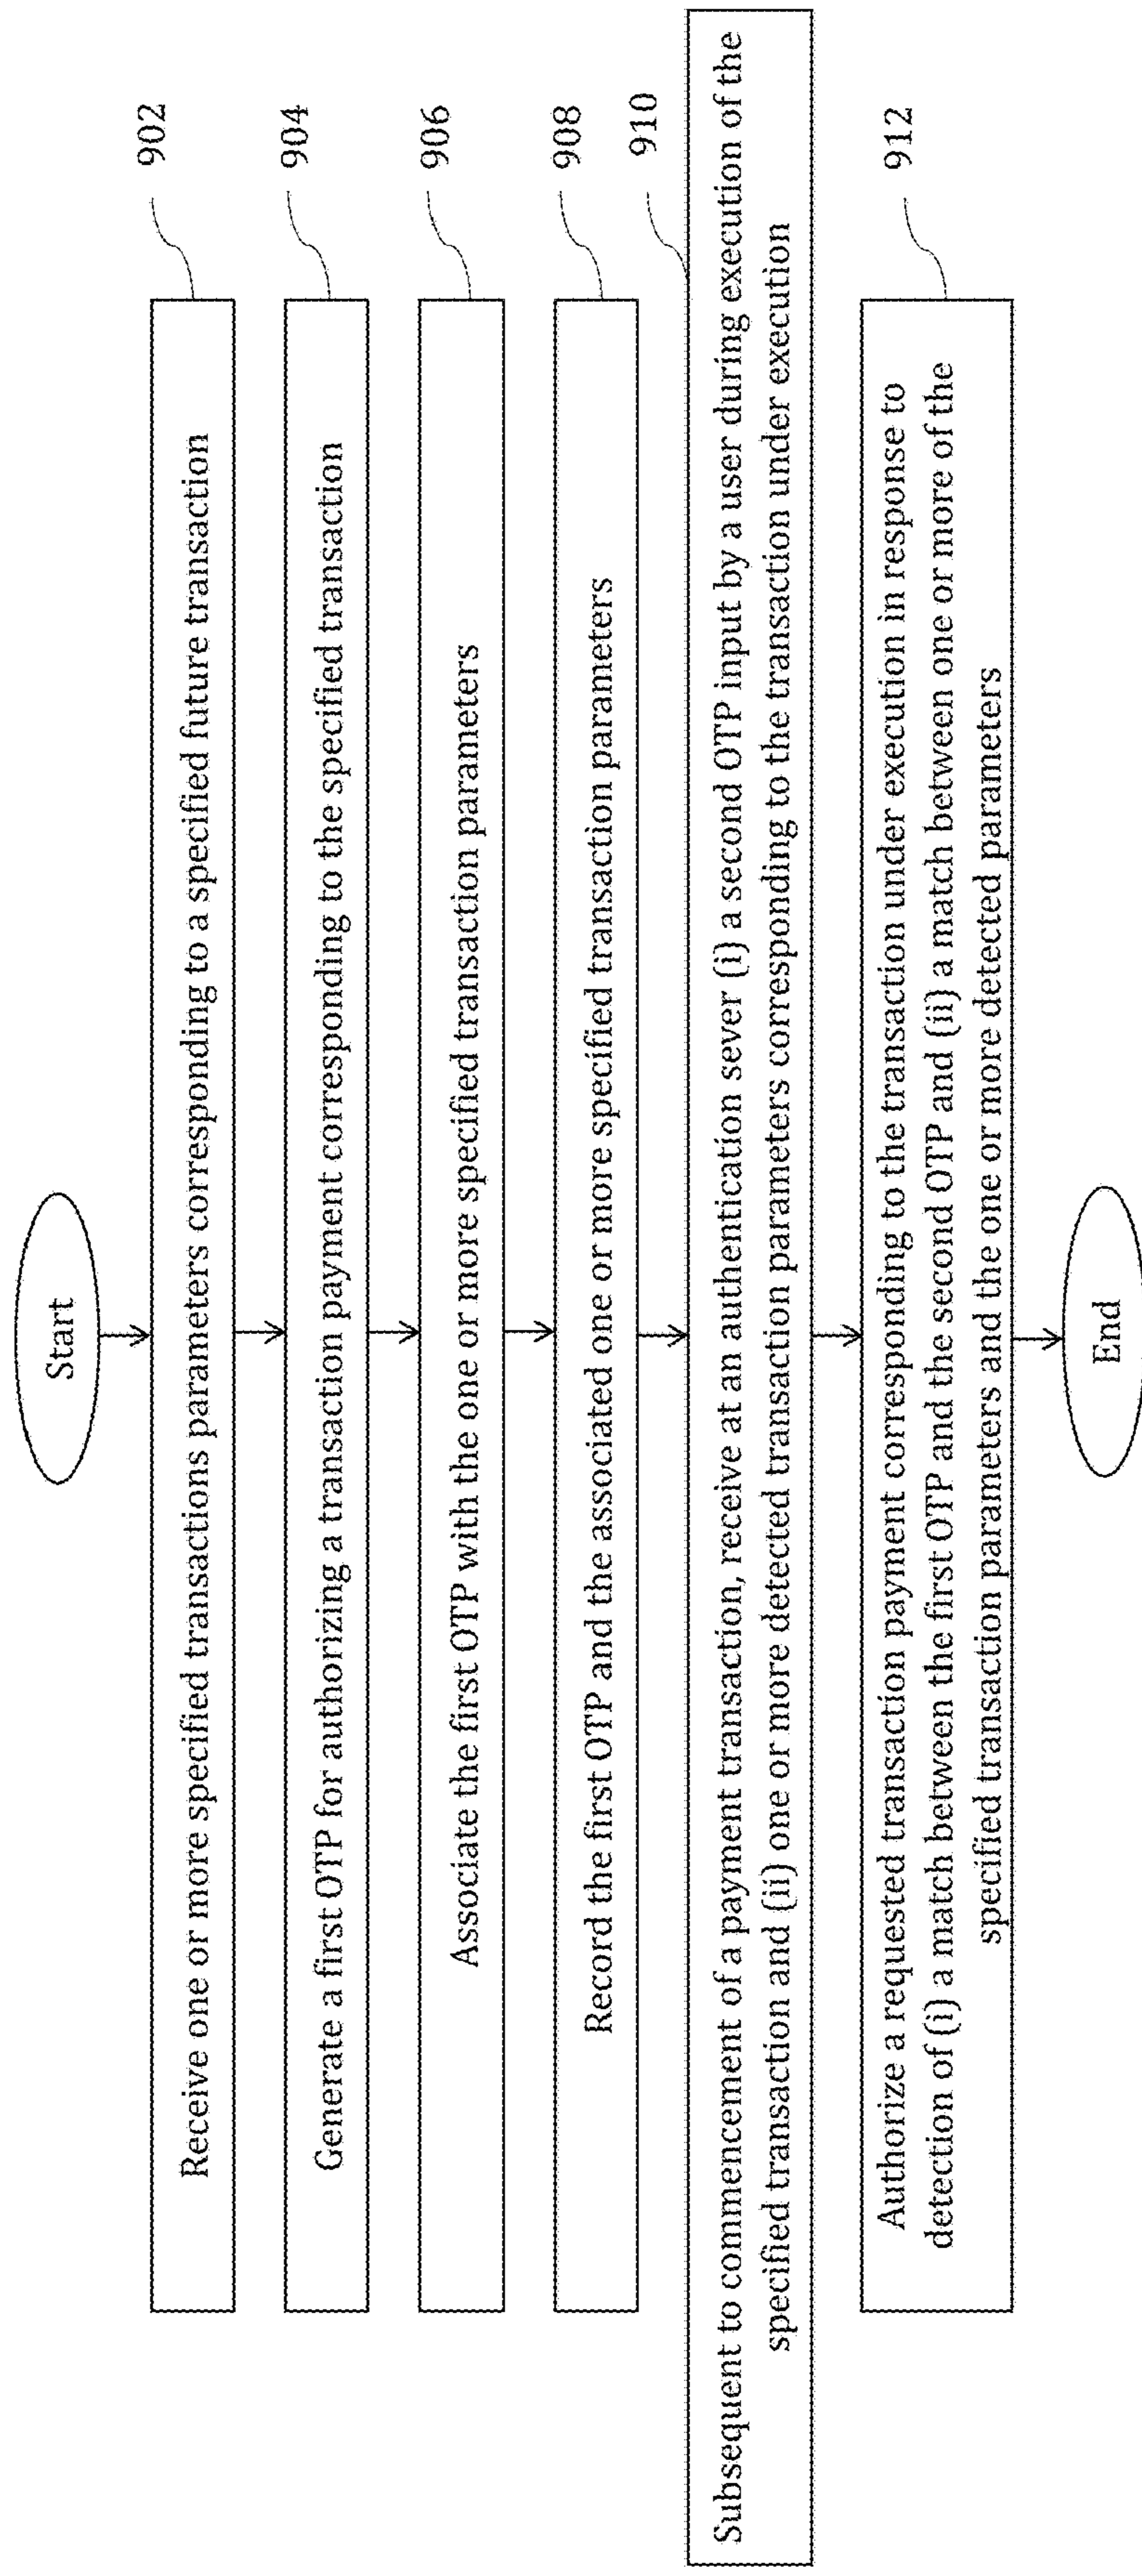 Start
902
Receive one or more specified transactions parameters corresponding to a specified future transaction
904
Generate a first OTP for authorizing a transaction payment corresponding to the specified transaction
906
Associate the first OTP with the one or more specified transaction parameters
908
Record the first OTP and the associated one or more specified transaction parameters
910
Subsequent to commencement of a payment transaction, receive at an authentication sever (i) a second OTP input by a user during execution of the
specified transaction and (ii) one or more detected transaction parameters corresponding to the transaction under execution
912
Authorize a requested transaction payment corresponding to the transaction under execution in response to
detection of (i) a match between the first OTP and the second OTP and (ii) a match between one or more of the
specified transaction parameters and the one or more detected parameters
End